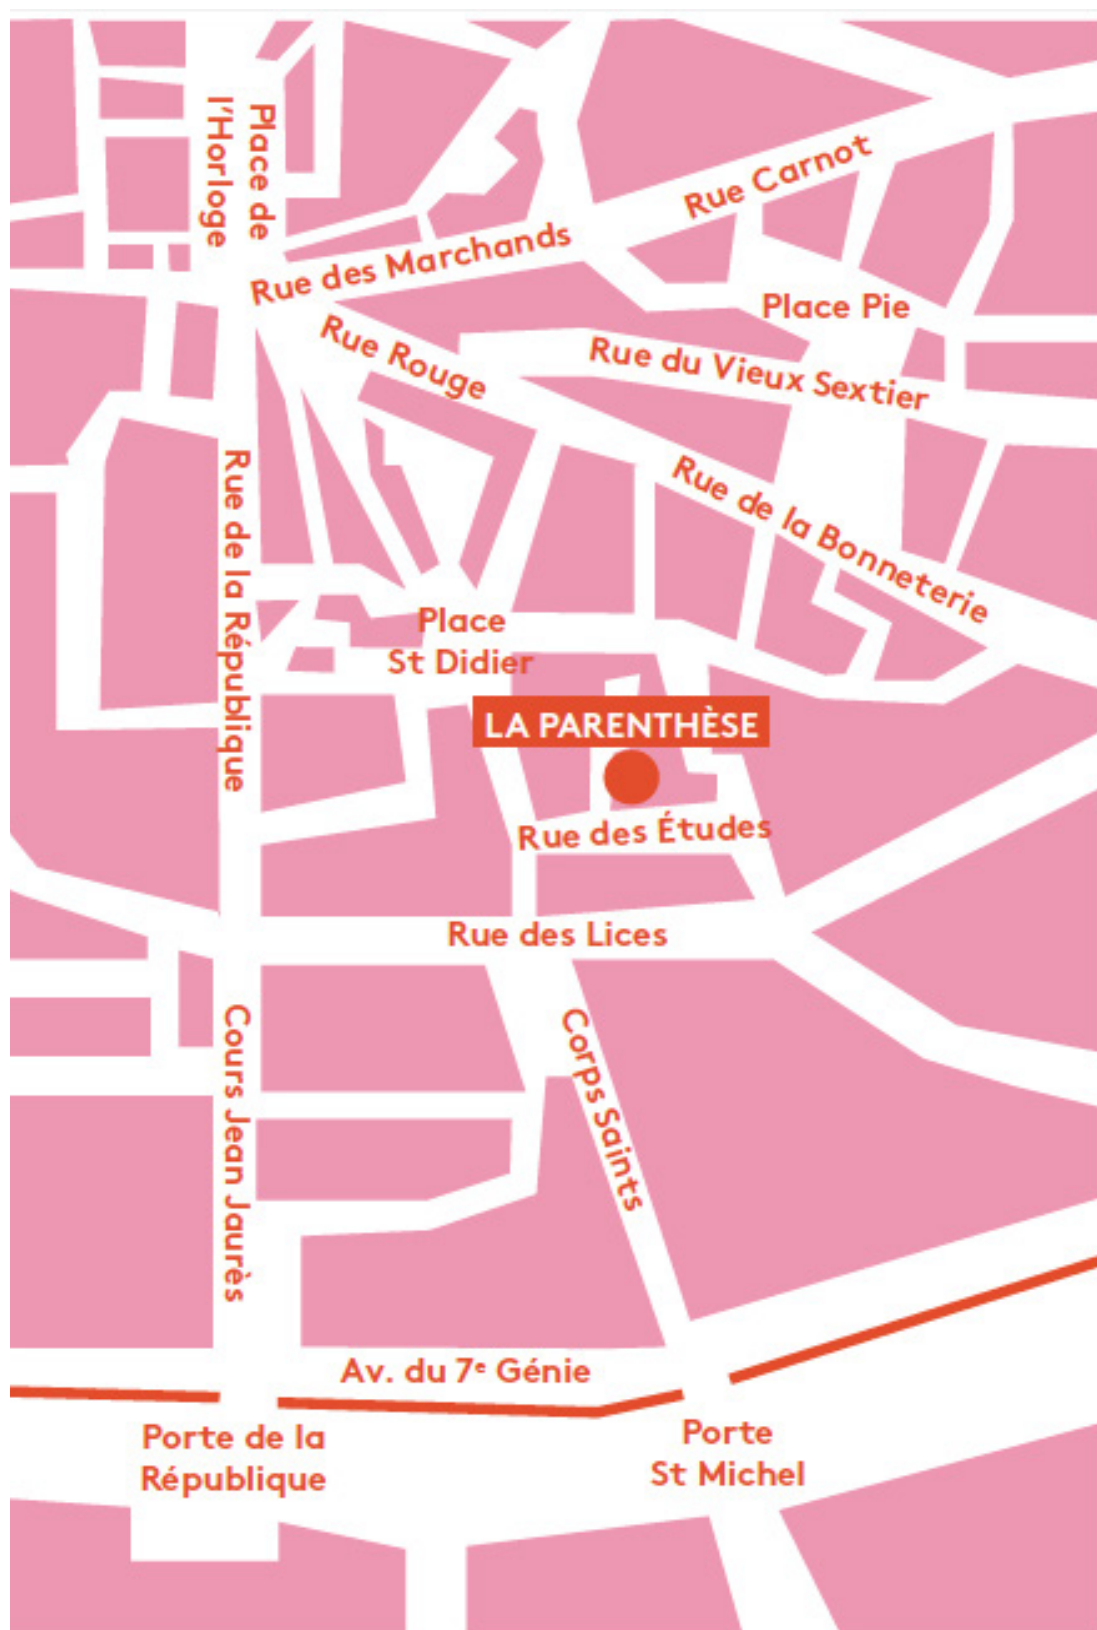 Place de
l'Horloge
Rue Carnot
Rue des Marchands
Place Pie
Rue Rouge
Rue du Vieux Sextier
Rue de la République
Rue de la Bonneterie
Place
St Didier
LA PARENTHÈSE
Rue des Études
Rue des Lices
Cours Jean Jaurès
Corps Saints
Av. du 7e Génie
Porte de la
République
Porte
St Michel